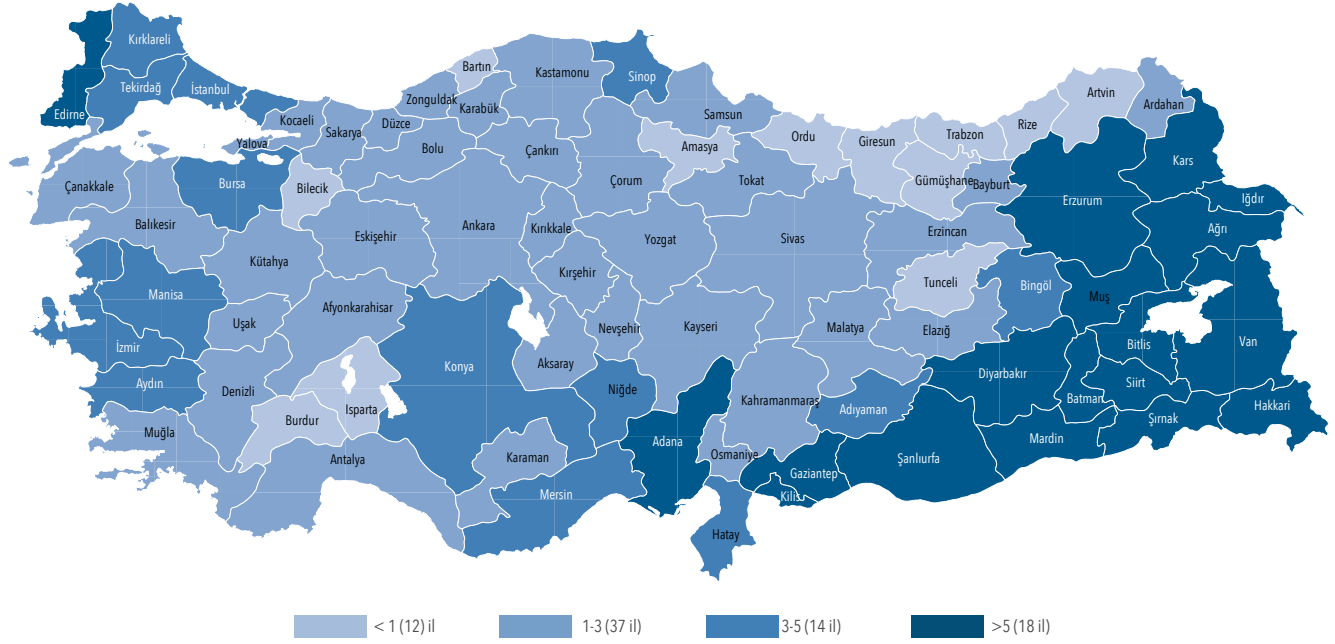 Kırklareli
Tekirdağ
İstanbul
Edirne
Kocaeli
Yalova
Sakarya
Düzce
Zonguldak
Bartın
Karabük
Kastamonu
Sinop
Bolu
Çankırı
Samsun
Amasya
Ordu
Giresun
Trabzon
Rize
Artvin
Ardahan
Kars
Çanakkale
Bursa
Bilecik
Balıkesir
Eskişehir
Ankara
Kırıkkale
Çorum
Tokat
Yozgat
Sivas
Gümüşhane
Bayburt
Erzincan
Erzurum
Iğdır
Ağrı
Kütahya
Kırşehir
Tunceli
Bingöl
Muş
Manisa
Uşak
Afyonkarahisar
Nevşehir
Kayseri
Malatya
Elazığ
Bitlis
Van
İzmir
Aydın
Denizli
Isparta
Burdur
Konya
Aksaray
Niğde
Kahramanmaraş
Adıyaman
Diyarbakır
Batman
Siirt
Şırnak
Hakkari
Muğla
Antalya
Karaman
Mersin
Adana
Osmaniye
Gaziantep
Kilis
Şanlıurfa
Mardin
Hatay
< 1 (12) il
1-3 (37 il)
3-5 (14 il)
>5 (18 il)